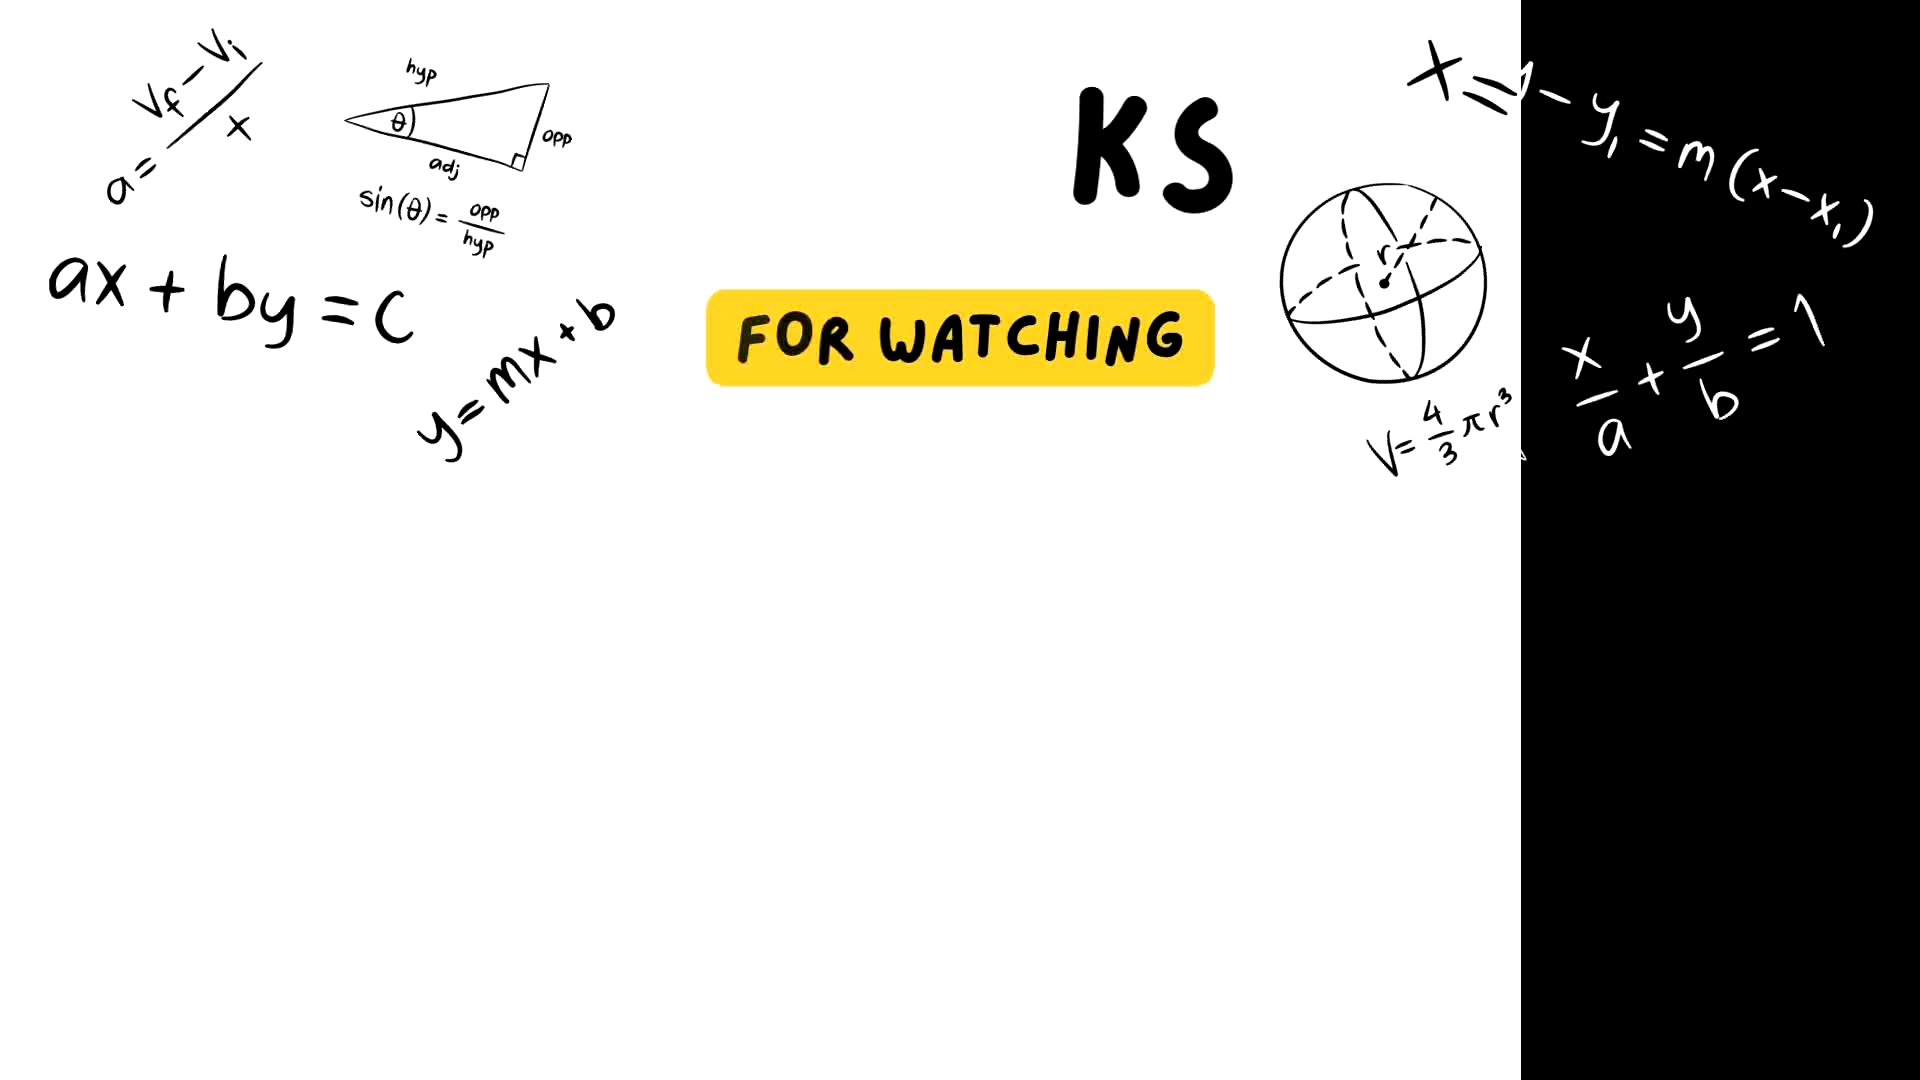 a = Vf - Vi / x
hyp
θ
opp
adj
sin(θ) = opp / hyp
ax + by = c
y = mx + b
KS
FOR WATCHING
r
V = 4/3 πr³
x =
- y₁ = m(x - x₁)
x/a + y/b = 1